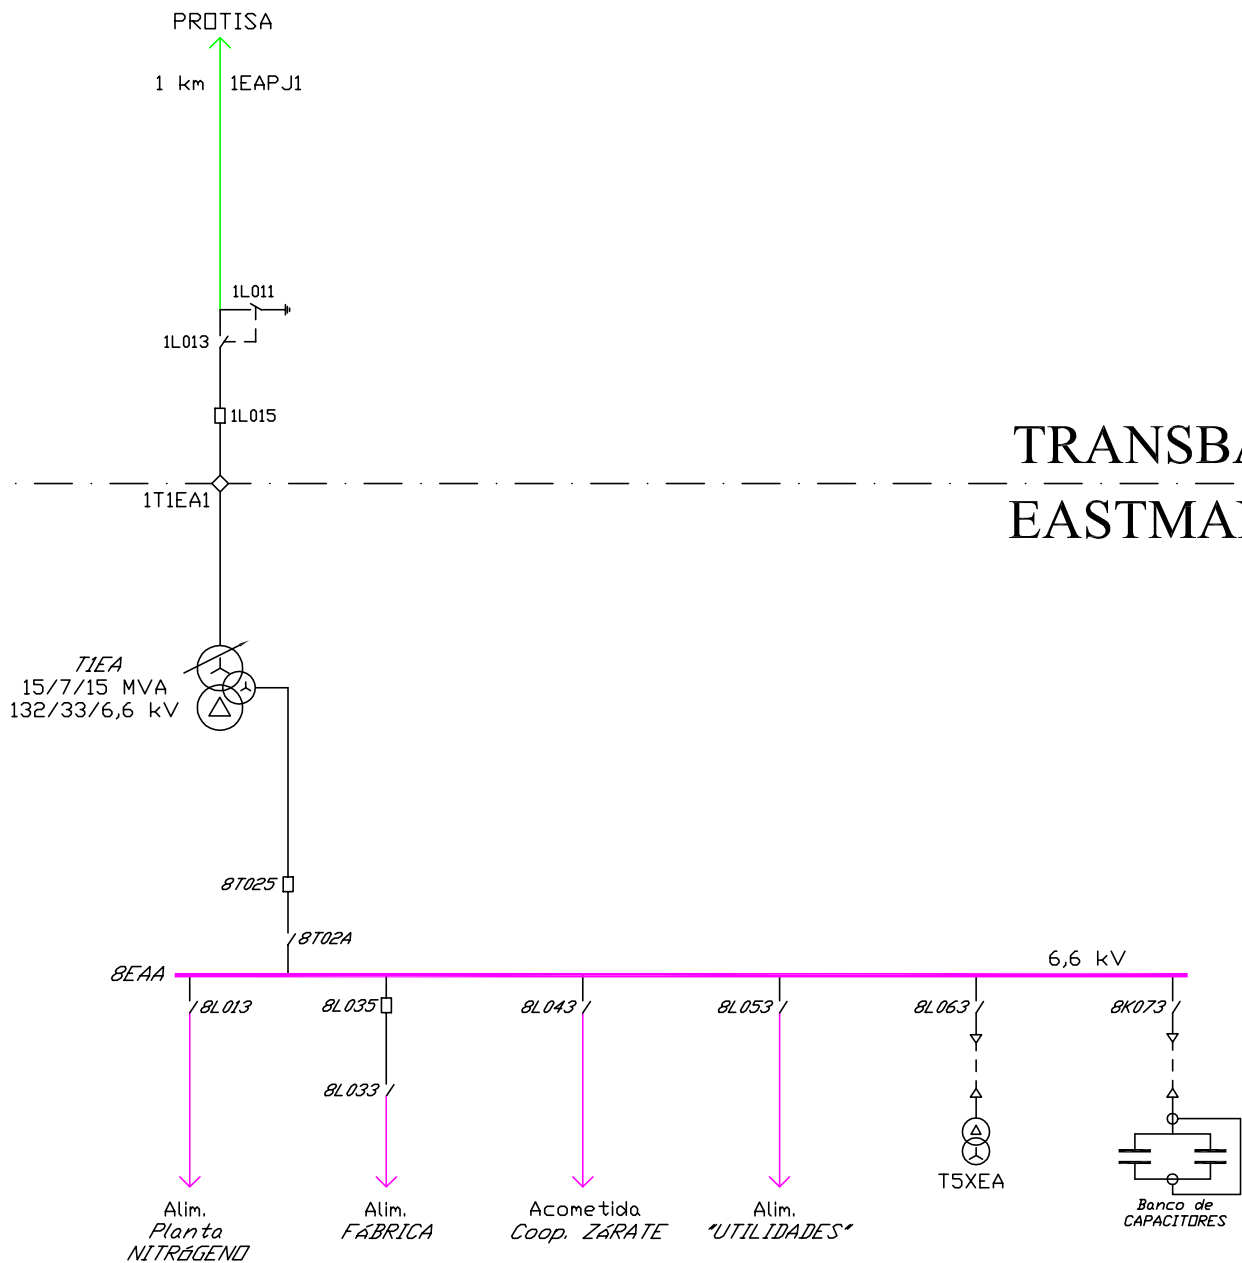 PROTISA
1 km 1EAPJ1
1L011
1L013
1L015
TRANSBA
1T1EA1
EASTMA
T1EA
15/7/15 MVA
132/33/6,6 kV
8T025
8T02A
8EAA
6,6 kV
8L013
8L035
8L043
8L053
8L063
8K073
8L033
T5XEA
Alim.
Planta
NITRóGENO
Alim.
FáBRICA
Acometida
Coop. ZáRATE
Alim.
"UTILIDADES"
Banco de
CAPACITORES